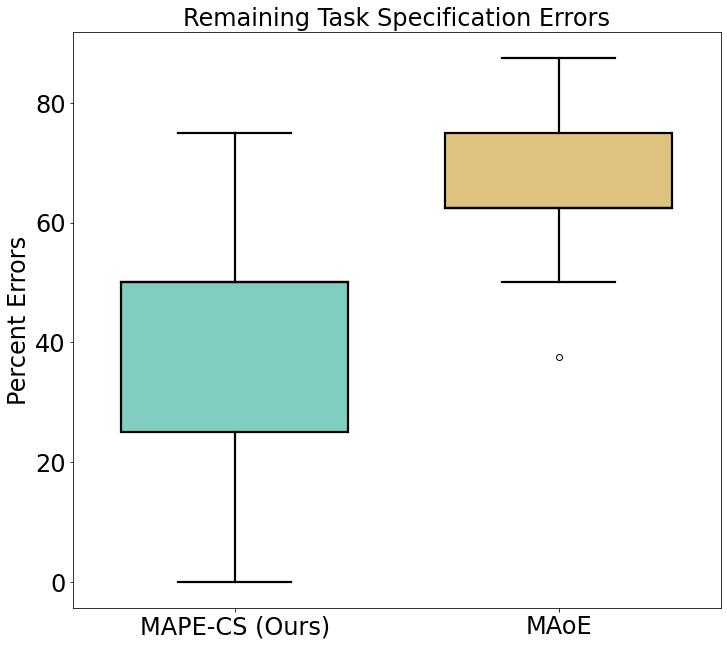 Remaining Task Specification Errors
Percent Errors
80
60
40
20
0
MAPE-CS (Ours)
MAoE